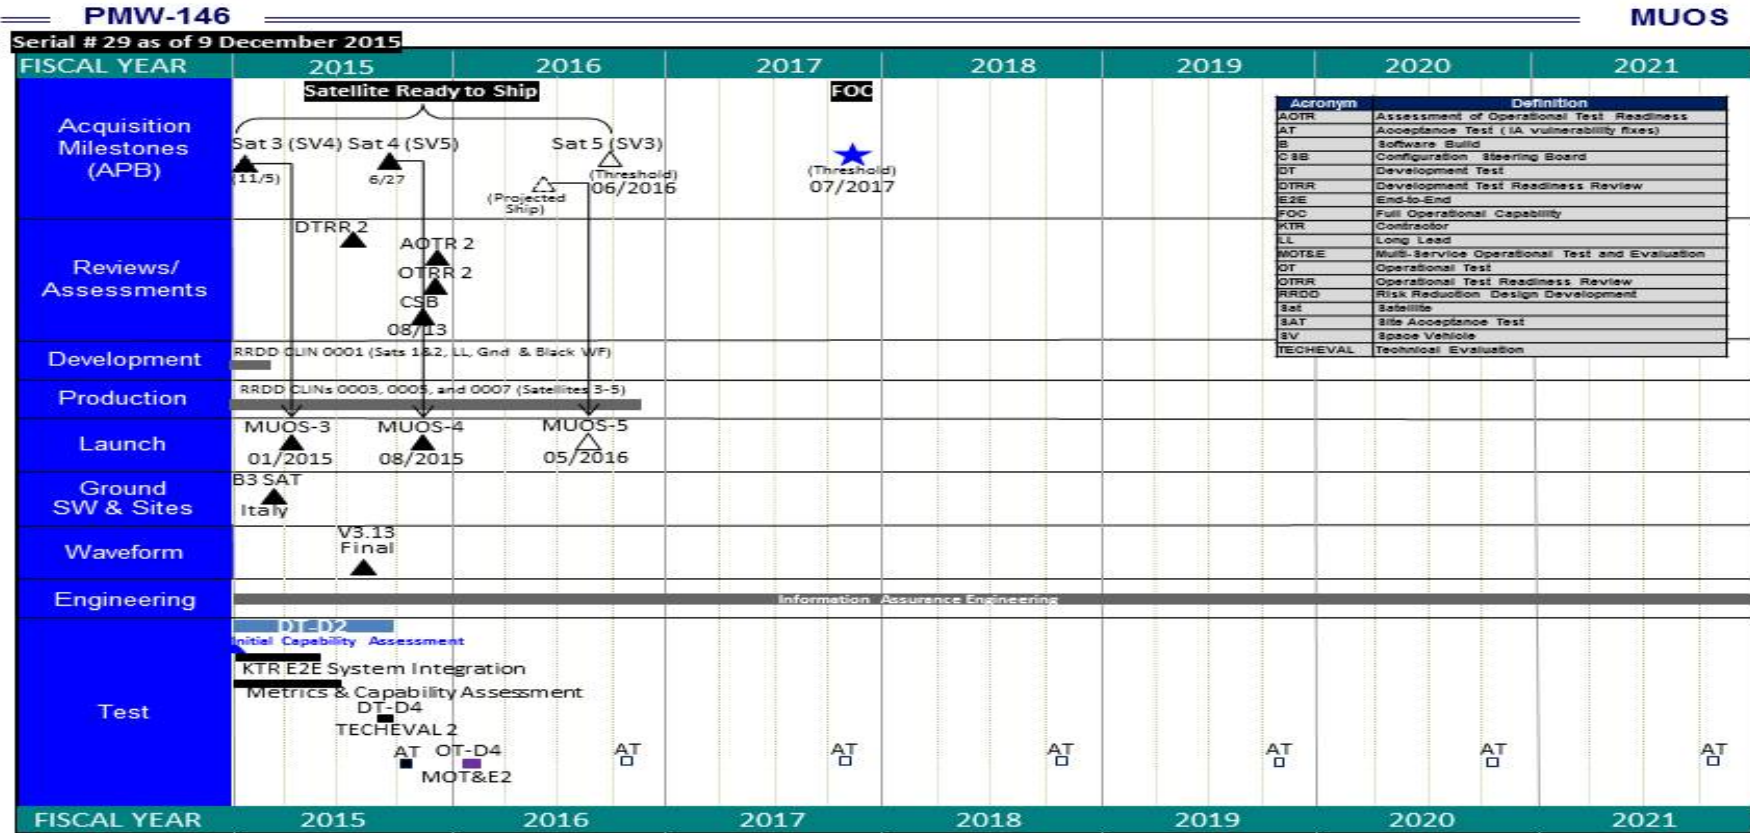 PMW-146
MUOS
Serial # 29 as of 9 December 2015
FISCAL YEAR 2015 2016 2017 2018 2019 2020 2021
Acquisition
Milestones
(APB)
Satellite Ready to Ship
FOC
Sat 3 (SV4) Sat 4 (SV5) Sat 5 (SV3)
(11/5)
6/27
(Projected
Ship)
(Threshold)
06/2016
(Threshold)
07/2017
Acronym Definition
AOTR Assessment of Operational Test Readiness
AT Acceptance Test ( IA vulnerability fixes)
B Software Build
CSB Configuration Steering Board
DT Development Test
DTRR Development Test Readiness Review
E2E End-to-End
FOC Full Operational Capability
KTR Contractor
LL Long Lead
MOT&E Multi-Service Operational Test and Evaluation
OT Operational Test
OTRR Operational Test Readiness Review
RRDD Risk Reduction Design Development
Sat Satellite
SAT Site Acceptance Test
SV Space Vehicle
TECHEVAL Technical Evaluation
Reviews/
Assessments
DTRR 2
AOTR 2
OTRR 2
CSB
08/13
Development
RRDD CLIN 0001 (Sats 1&2, LL, Gnd & Black WF)
Production
RRDD CLINs 0003, 0005, and 0007 (Satellites 3-5)
Launch
MUOS-3 MUOS-4 MUOS-5
01/2015 08/2015 05/2016
Ground
SW & Sites
B3 SAT
Italy
Waveform
V3.13
Final
Engineering
Information Assurance Engineering
Test
DT-D2
Initial Capability Assessment
KTR E2E System Integration
Metrics & Capability Assessment
DT-D4
TECHEVAL 2
AT OT-D4 AT AT AT AT AT AT
MOT&E2
FISCAL YEAR 2015 2016 2017 2018 2019 2020 2021